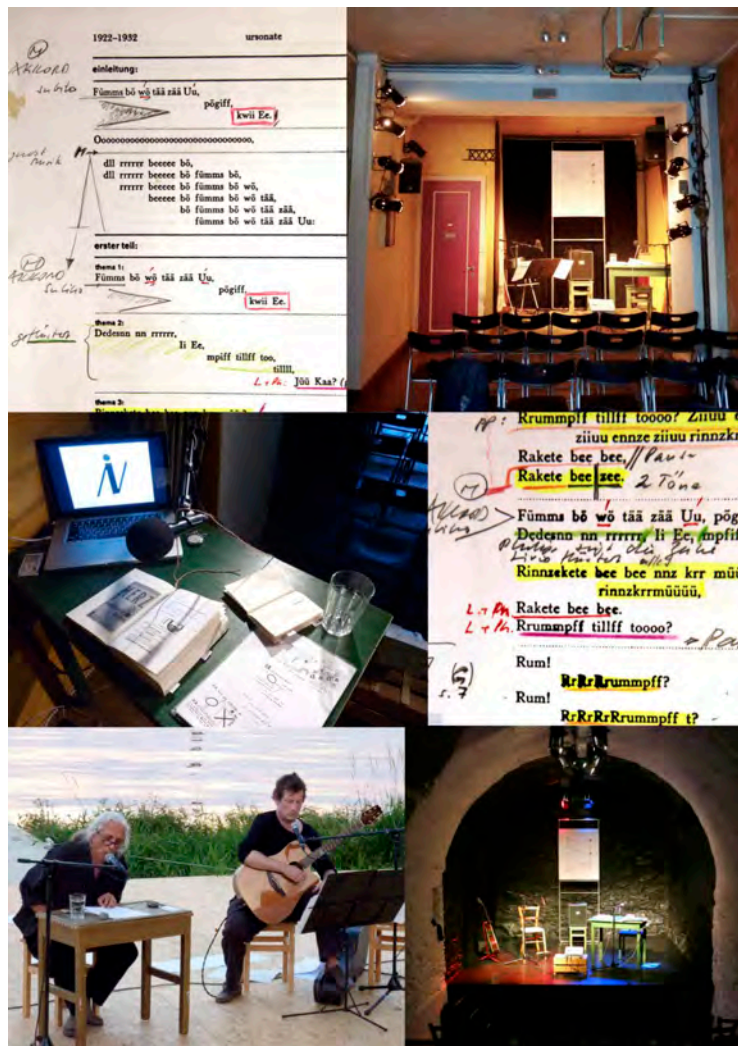 1922–1932 ursonate
einleitung:
M
AKKORD
Fümms bö wö tää zää Uu,
pögiff,
kwii Ee.
Oooooooooooooooooooooooooooooo,
dll rrrrrr beeeee bö,
dll rrrrrr beeeee bö fümms bö,
rrrrrr beeeee bö fümms bö wö,
beeeee bö fümms bö wö tää,
bö fümms bö wö tää zää,
fümms bö wö tää zää Uu:
erster teil:
thema 1:
Fümms bö wö tää zää Uu,
pögiff,
kwii Ee.
thema 2:
geflüstert
Dedesnn nn rrrrrr,
Ii Ee,
mpiff tillff too,
tillll,
L + Ph: Jüü Kaa?
thema 3:
pp:
Rrummpff tillff toooo?
ziiuu ennze ziiuu
Rakete bee bee, // Pause
M
Rakete bee zee. 2 Töne
Fümms bö wö tää zää Uu,
Dedesnn nn rrrrrr, Ii Ee,
Rinnzekete bee bee nnz krr
rinnzkrrmüüüü,
L + Ph. Rakete bee bee.
L + Ph. Rrummpff tillff toooo?
Rum!
RrRrRrummpff?
Rum!
RrRrRrRrummpff t?